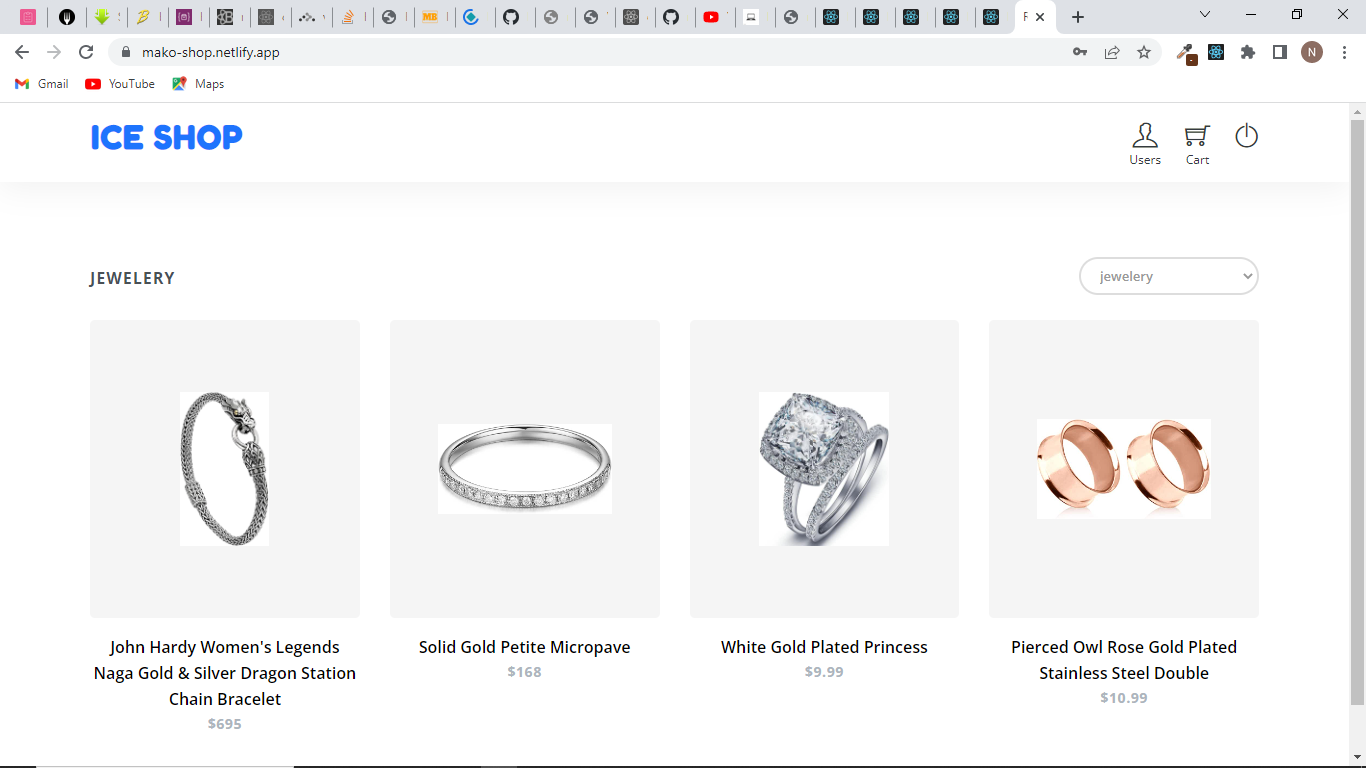 mako-shop.netlify.app
N
Gmail
YouTube
Maps
ICE SHOP
Users
Cart
JEWELERY
jewelery
John Hardy Women's Legends
Naga Gold & Silver Dragon Station
Chain Bracelet
$695
Solid Gold Petite Micropave
$168
White Gold Plated Princess
$9.99
Pierced Owl Rose Gold Plated
Stainless Steel Double
$10.99